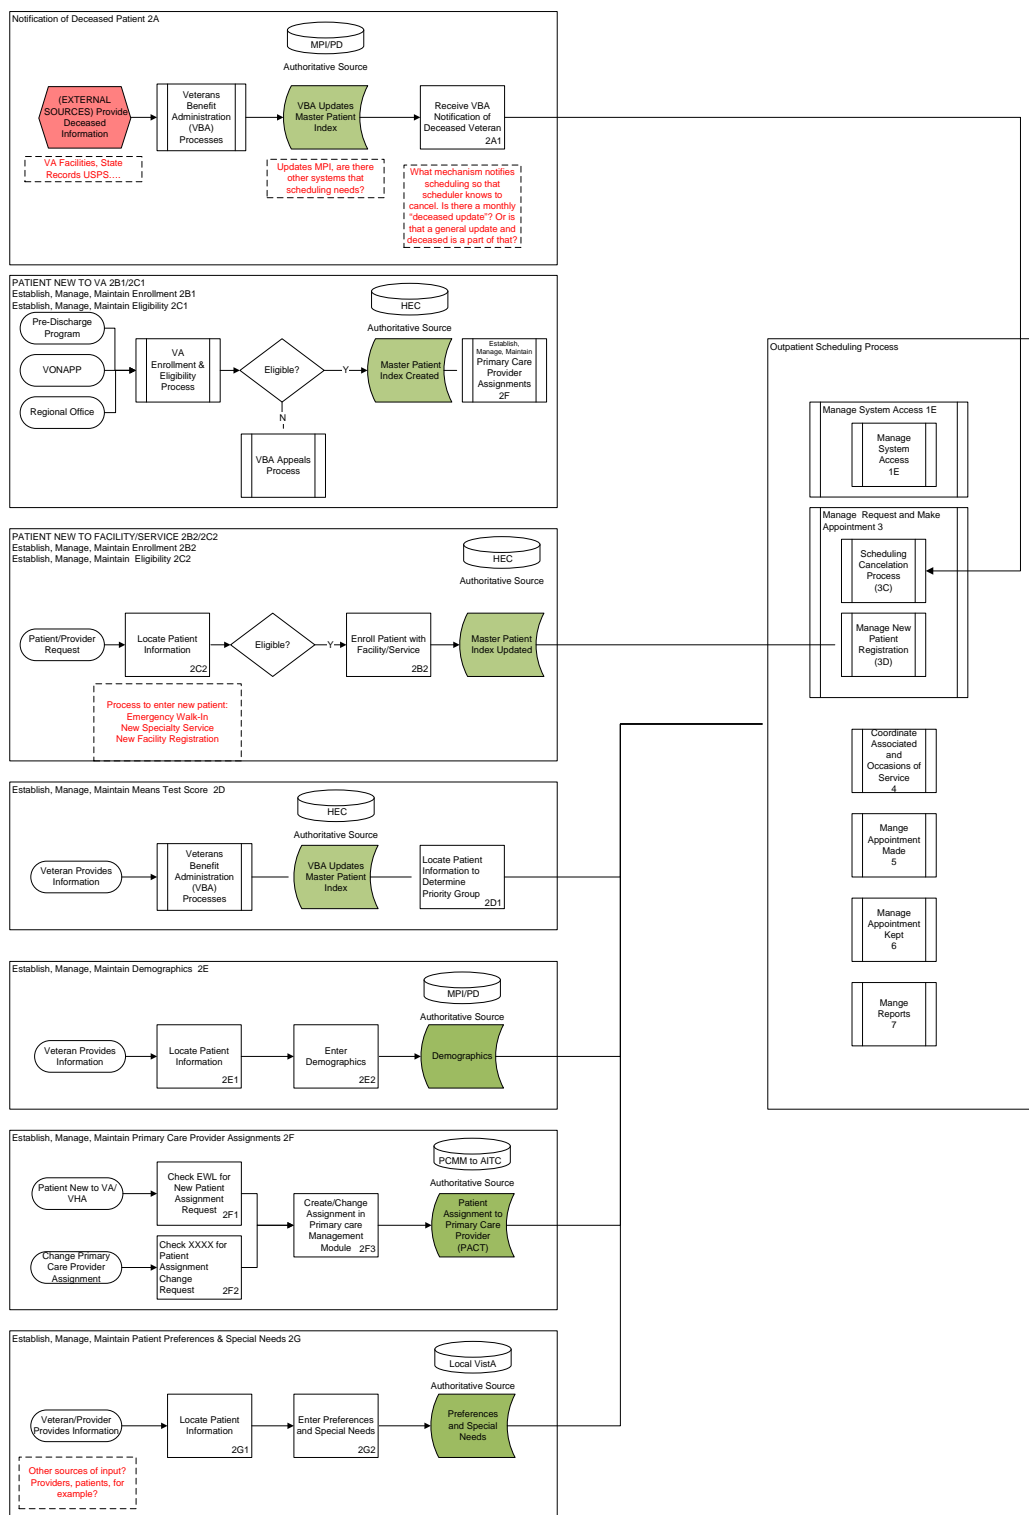 Notification of Deceased Patient 2A
MPI/PD
Authoritative Source
(EXTERNAL
SOURCES) Provide
Deceased
Information
Veterans
Benefit
Administration
(VBA)
Processes
VBA Updates
Master Patient
Index
Receive VBA
Notification of
Deceased Veteran
2A1
VA Facilities, State
Records USPS….
Updates MPI, are there
other systems that
scheduling needs?
What mechanism notifies
scheduling so that
scheduler knows to
cancel. Is there a monthly
“deceased update”? Or is
that a general update and
deceased is a part of that?
PATIENT NEW TO VA 2B1/2C1
Establish, Manage, Maintain Enrollment 2B1
Establish, Manage, Maintain Eligibility 2C1
HEC
Authoritative Source
Pre-Discharge
Program
VONAPP
Regional Office
VA
Enrollment &
Eligibility
Process
Eligible?
Y
N
Master Patient
Index Created
Establish,
Manage, Maintain
Primary Care
Provider
Assignments
2F
VBA Appeals
Process
PATIENT NEW TO FACILITY/SERVICE 2B2/2C2
Establish, Manage, Maintain Enrollment 2B2
Establish, Manage, Maintain  Eligibility 2C2
HEC
Authoritative Source
Patient/Provider
Request
Locate Patient
Information
2C2
Eligible?
Y
Enroll Patient with
Facility/Service
2B2
Master Patient
Index Updated
Process to enter new patient:
Emergency Walk-In
New Specialty Service
New Facility Registration
Establish, Manage, Maintain Means Test Score  2D
HEC
Authoritative Source
Veteran Provides
Information
Veterans
Benefit
Administration
(VBA)
Processes
VBA Updates
Master Patient
Index
Locate Patient
Information to
Determine
Priority Group
2D1
Establish, Manage, Maintain Demographics  2E
MPI/PD
Authoritative Source
Veteran Provides
Information
Locate Patient
Information
2E1
Enter
Demographics
2E2
Demographics
Establish, Manage, Maintain Primary Care Provider Assignments 2F
PCMM to AITC
Authoritative Source
Patient New to VA/
VHA
Check EWL for
New Patient
Assignment
Request
2F1
Change Primary
Care Provider
Assignment
Check XXXX for
Patient
Assignment
Change
Request
2F2
Create/Change
Assignment in
Primary care
Management
Module
2F3
Patient
Assignment to
Primary Care
Provider
(PACT)
Establish, Manage, Maintain Patient Preferences & Special Needs 2G
Local VistA
Authoritative Source
Veteran/Provider
Provides Information
Locate Patient
Information
2G1
Enter Preferences
and Special Needs
2G2
Preferences
and Special
Needs
Other sources of input?
Providers, patients, for
example?
Outpatient Scheduling Process
Manage System Access 1E
Manage
System
Access
1E
Manage  Request and Make
Appointment 3
Scheduling
Cancelation
Process
(3C)
Manage New
Patient
Registration
(3D)
Coordinate
Associated
and
Occasions of
Service
4
Mange
Appointment
Made
5
Manage
Appointment
Kept
6
Mange
Reports
7